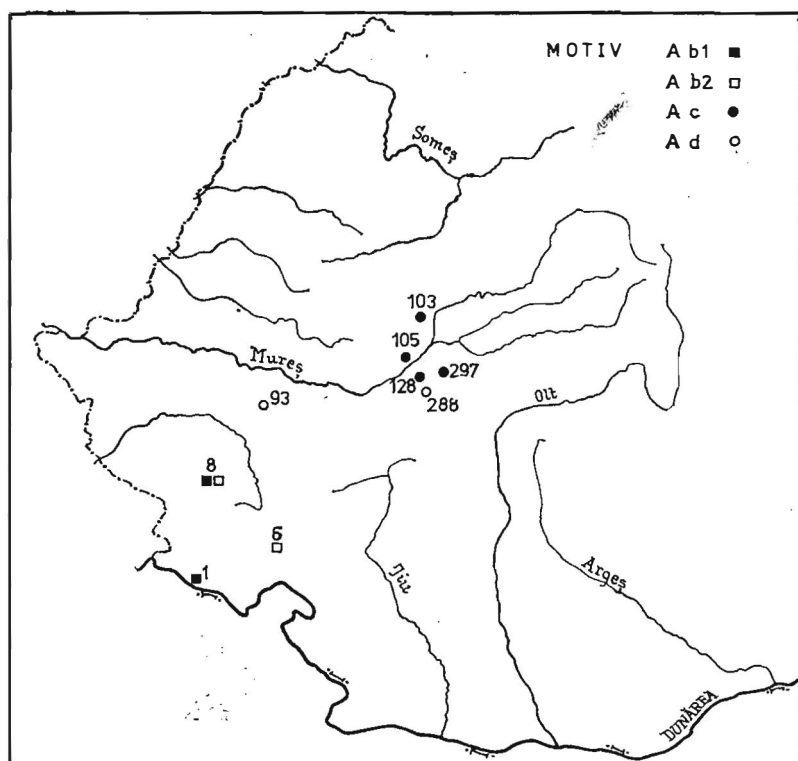 MOTIV A b1 ■
A b2 □
A c ●
A d ○
Someș
103
105
Mureș
297
128
93
288
Olt
8
6
1
Jiu
Argeș
DUNĂREA